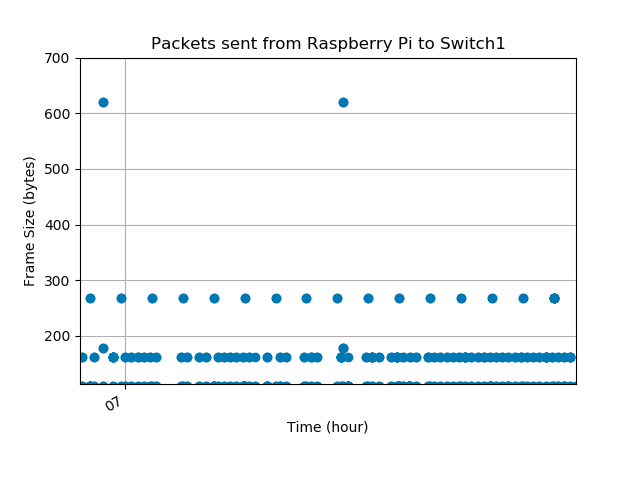 Packets sent from Raspberry Pi to Switch1
700
600
500
400
300
200
Frame Size (bytes)
07
Time (hour)